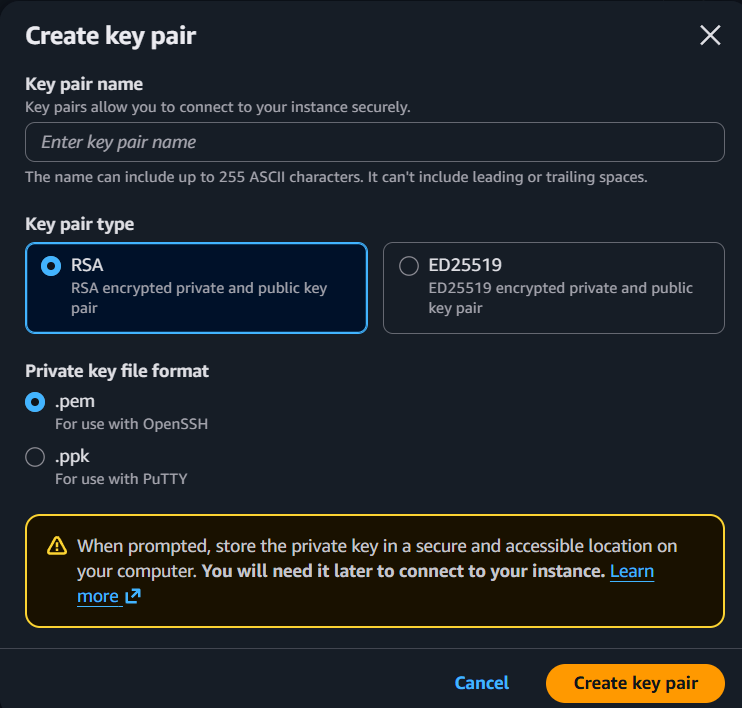 Create key pair
Key pair name
Key pairs allow you to connect to your instance securely.
Enter key pair name
The name can include up to 255 ASCII characters. It can't include leading or trailing spaces.
Key pair type
RSA
RSA encrypted private and public key
pair
ED25519
ED25519 encrypted private and public
key pair
Private key file format
.pem
For use with OpenSSH
.ppk
For use with PuTTY
When prompted, store the private key in a secure and accessible location on
your computer. You will need it later to connect to your instance. Learn
more
Cancel
Create key pair